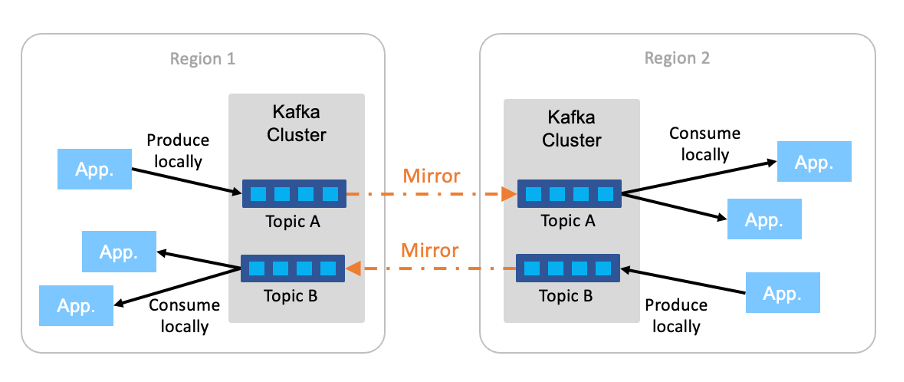 Region 1
Kafka
Cluster
Produce
locally
App.
Topic A
App.
App.
Topic B
Consume
locally
Mirror
Mirror
Region 2
Kafka
Cluster
Consume
locally
App.
Topic A
App.
Topic B
App.
Produce
locally